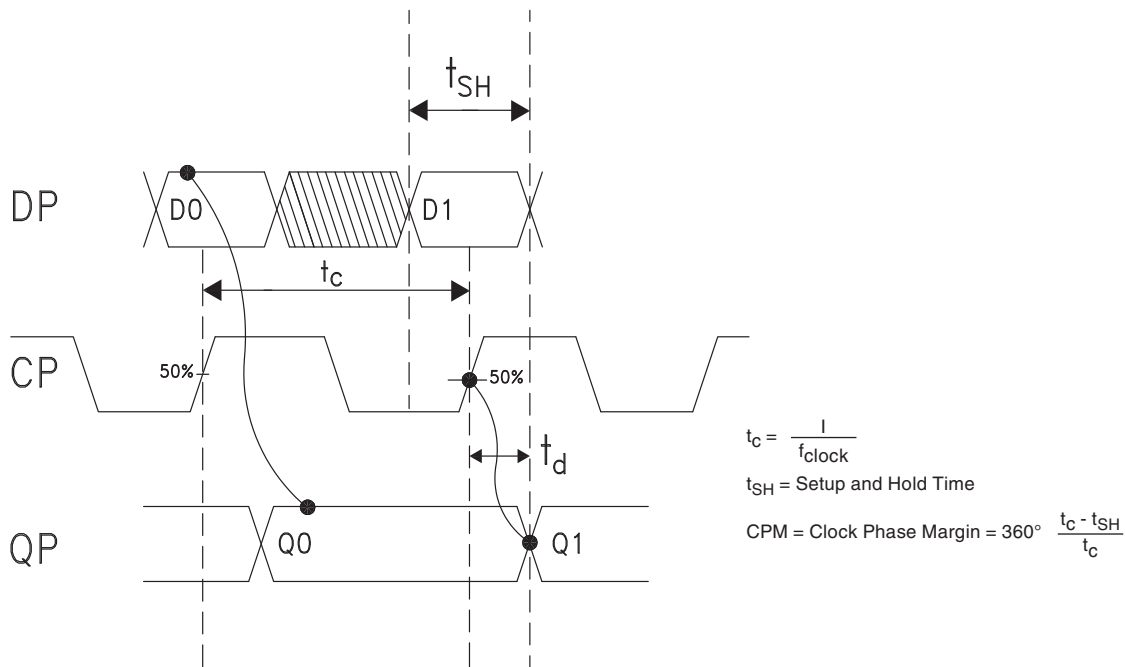 tSH
DP
D0
D1
tc
CP
50%
50%
td
QP
Q0
Q1
tc = I / fclock
tSH = Setup and Hold Time
CPM = Clock Phase Margin = 360° tc - tSH / tc